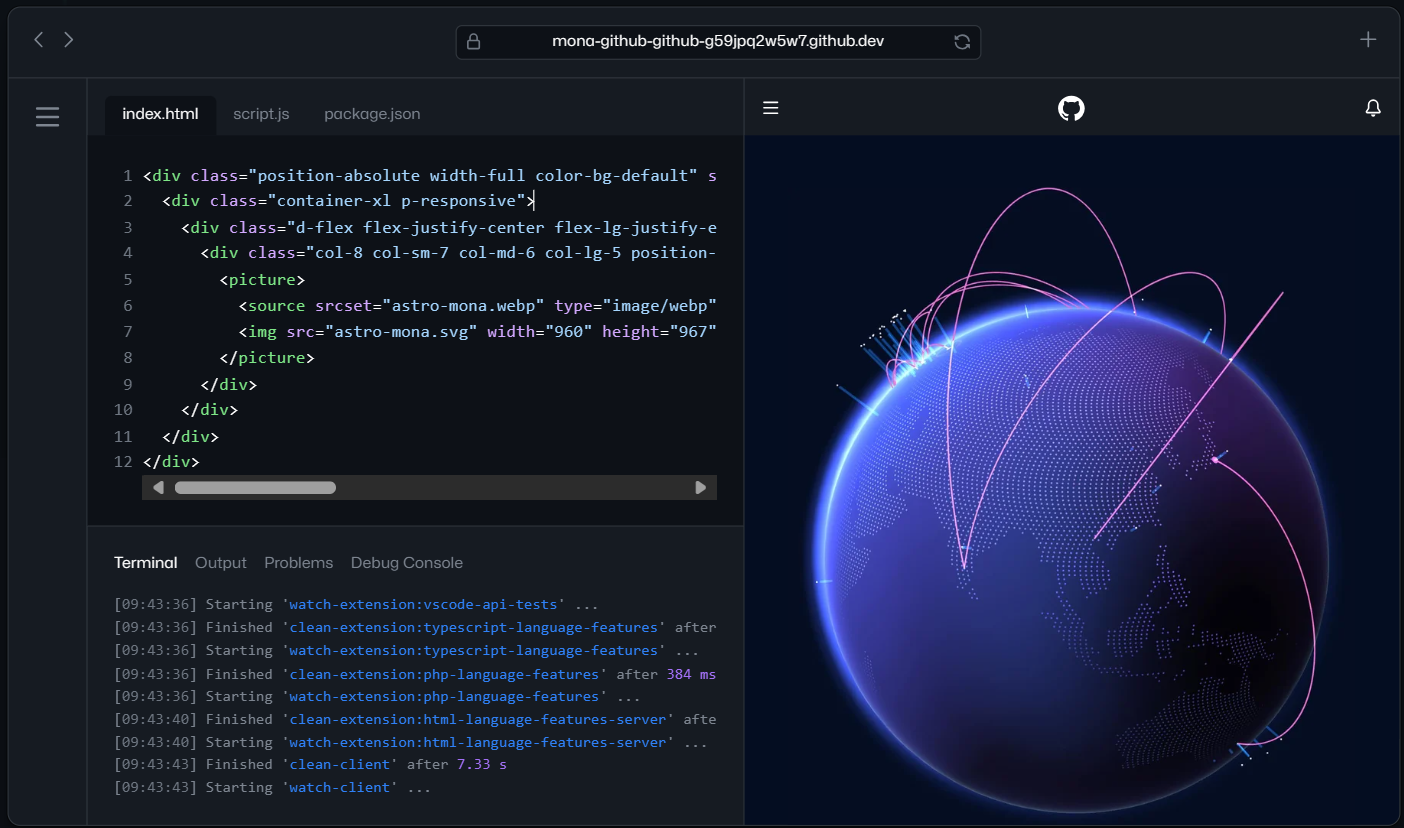 mona-github-github-g59jpq2w5w7.github.dev
index.html script.js package.json
1 <div class="position-absolute width-full color-bg-default" s
2 <div class="container-xl p-responsive">
3 <div class="d-flex flex-justify-center flex-lg-justify-e
4 <div class="col-8 col-sm-7 col-md-6 col-lg-5 position-
5 <picture>
6 <source srcset="astro-mona.webp" type="image/webp"
7 <img src="astro-mona.svg" width="960" height="967"
8 </picture>
9 </div>
10 </div>
11 </div>
12 </div>
Terminal Output Problems Debug Console
[09:43:36] Starting 'watch-extension:vscode-api-tests' ...
[09:43:36] Finished 'clean-extension:typescript-language-features' after
[09:43:36] Starting 'watch-extension:typescript-language-features' ...
[09:43:36] Finished 'clean-extension:php-language-features' after 384 ms
[09:43:36] Starting 'watch-extension:php-language-features' ...
[09:43:40] Finished 'clean-extension:html-language-features-server' afte
[09:43:40] Starting 'watch-extension:html-language-features-server' ...
[09:43:43] Finished 'clean-client' after 7.33 s
[09:43:43] Starting 'watch-client' ...